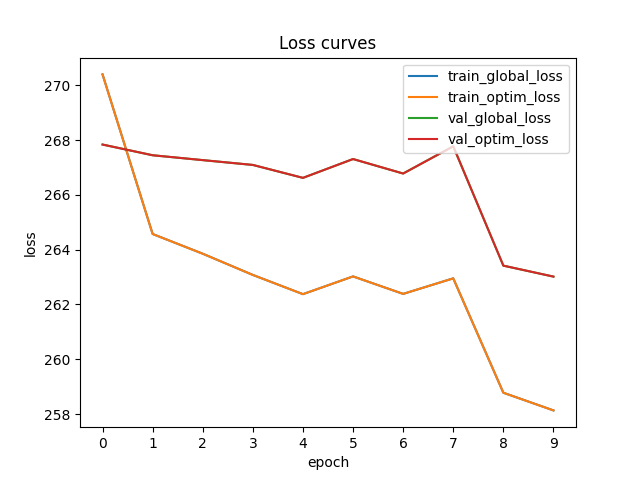 Loss curves
train_global_loss
train_optim_loss
val_global_loss
val_optim_loss
270
268
266
264
262
260
258
loss
0 1 2 3 4 5 6 7 8 9
epoch